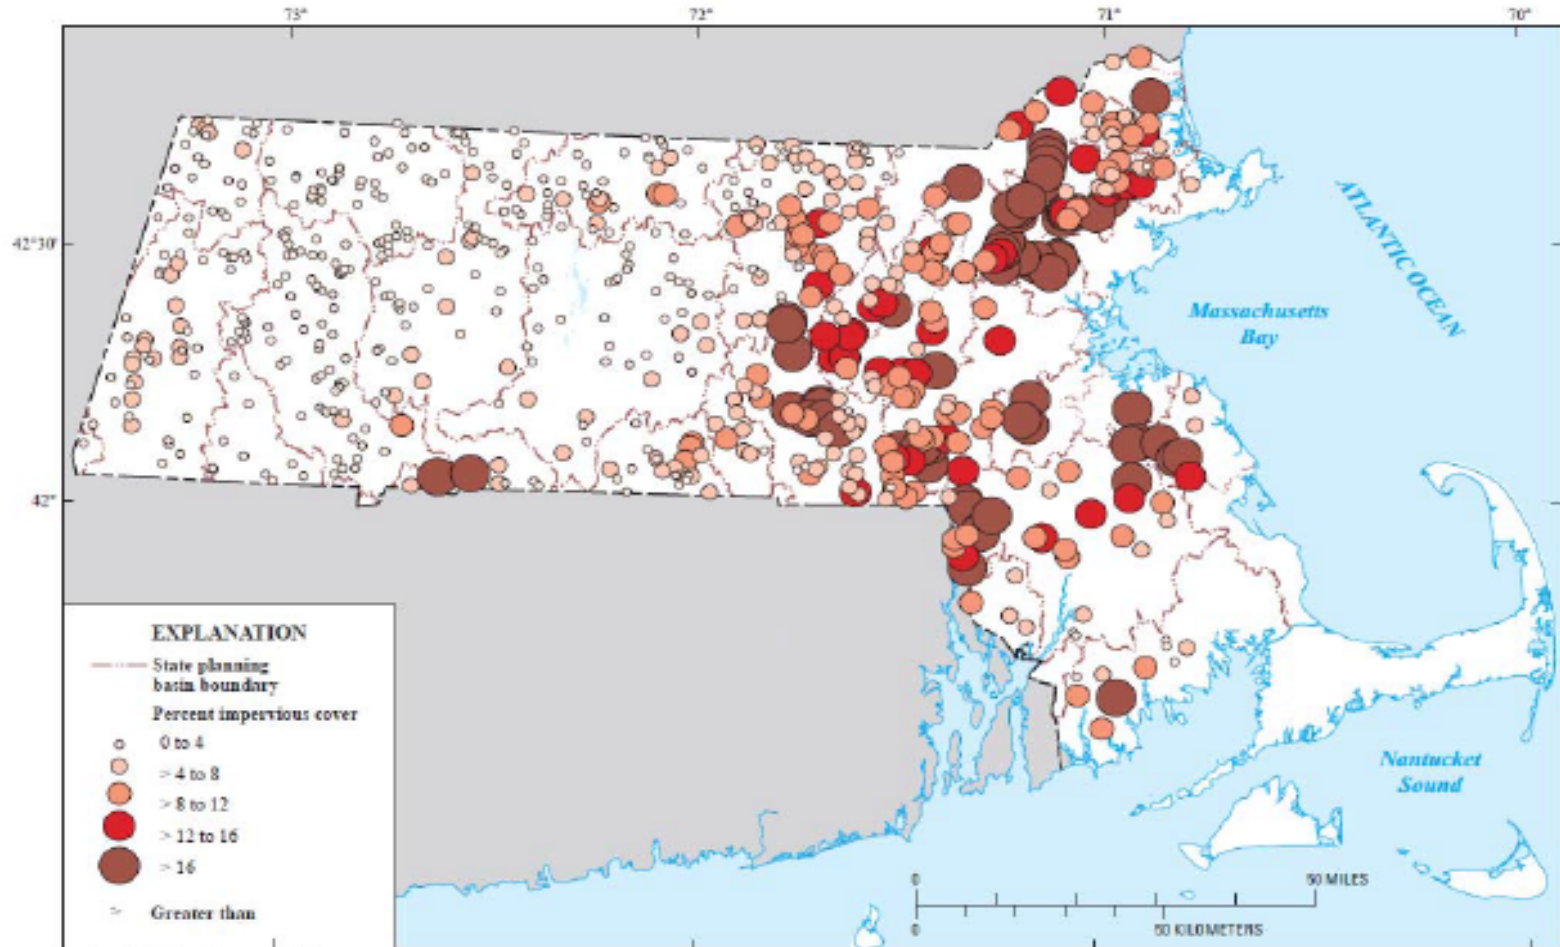 73°
72°
71°
70°
42°30'
42°
ATLANTIC OCEAN
Massachusetts
Bay
Nantucket
Sound
EXPLANATION
State planning
basin boundary
Percent impervious cover
0 to 4
> 4 to 8
> 8 to 12
> 12 to 16
> 16
> Greater than
0 50 MILES
0 50 KILOMETERS